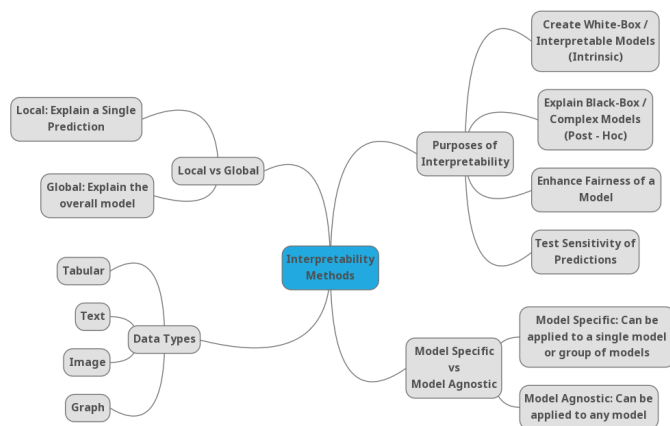 Create White-Box /
Interpretable Models
(Intrinsic)
Local: Explain a Single
Prediction
Explain Black-Box /
Complex Models
(Post - Hoc)
Purposes of
Interpretability
Local vs Global
Global: Explain the
overall model
Enhance Fairness of a
Model
Test Sensitivity of
Predictions
Interpretability
Methods
Tabular
Text
Data Types
Image
Graph
Model Specific
vs
Model Agnostic
Model Specific: Can be
applied to a single model
or group of models
Model Agnostic: Can be
applied to any model